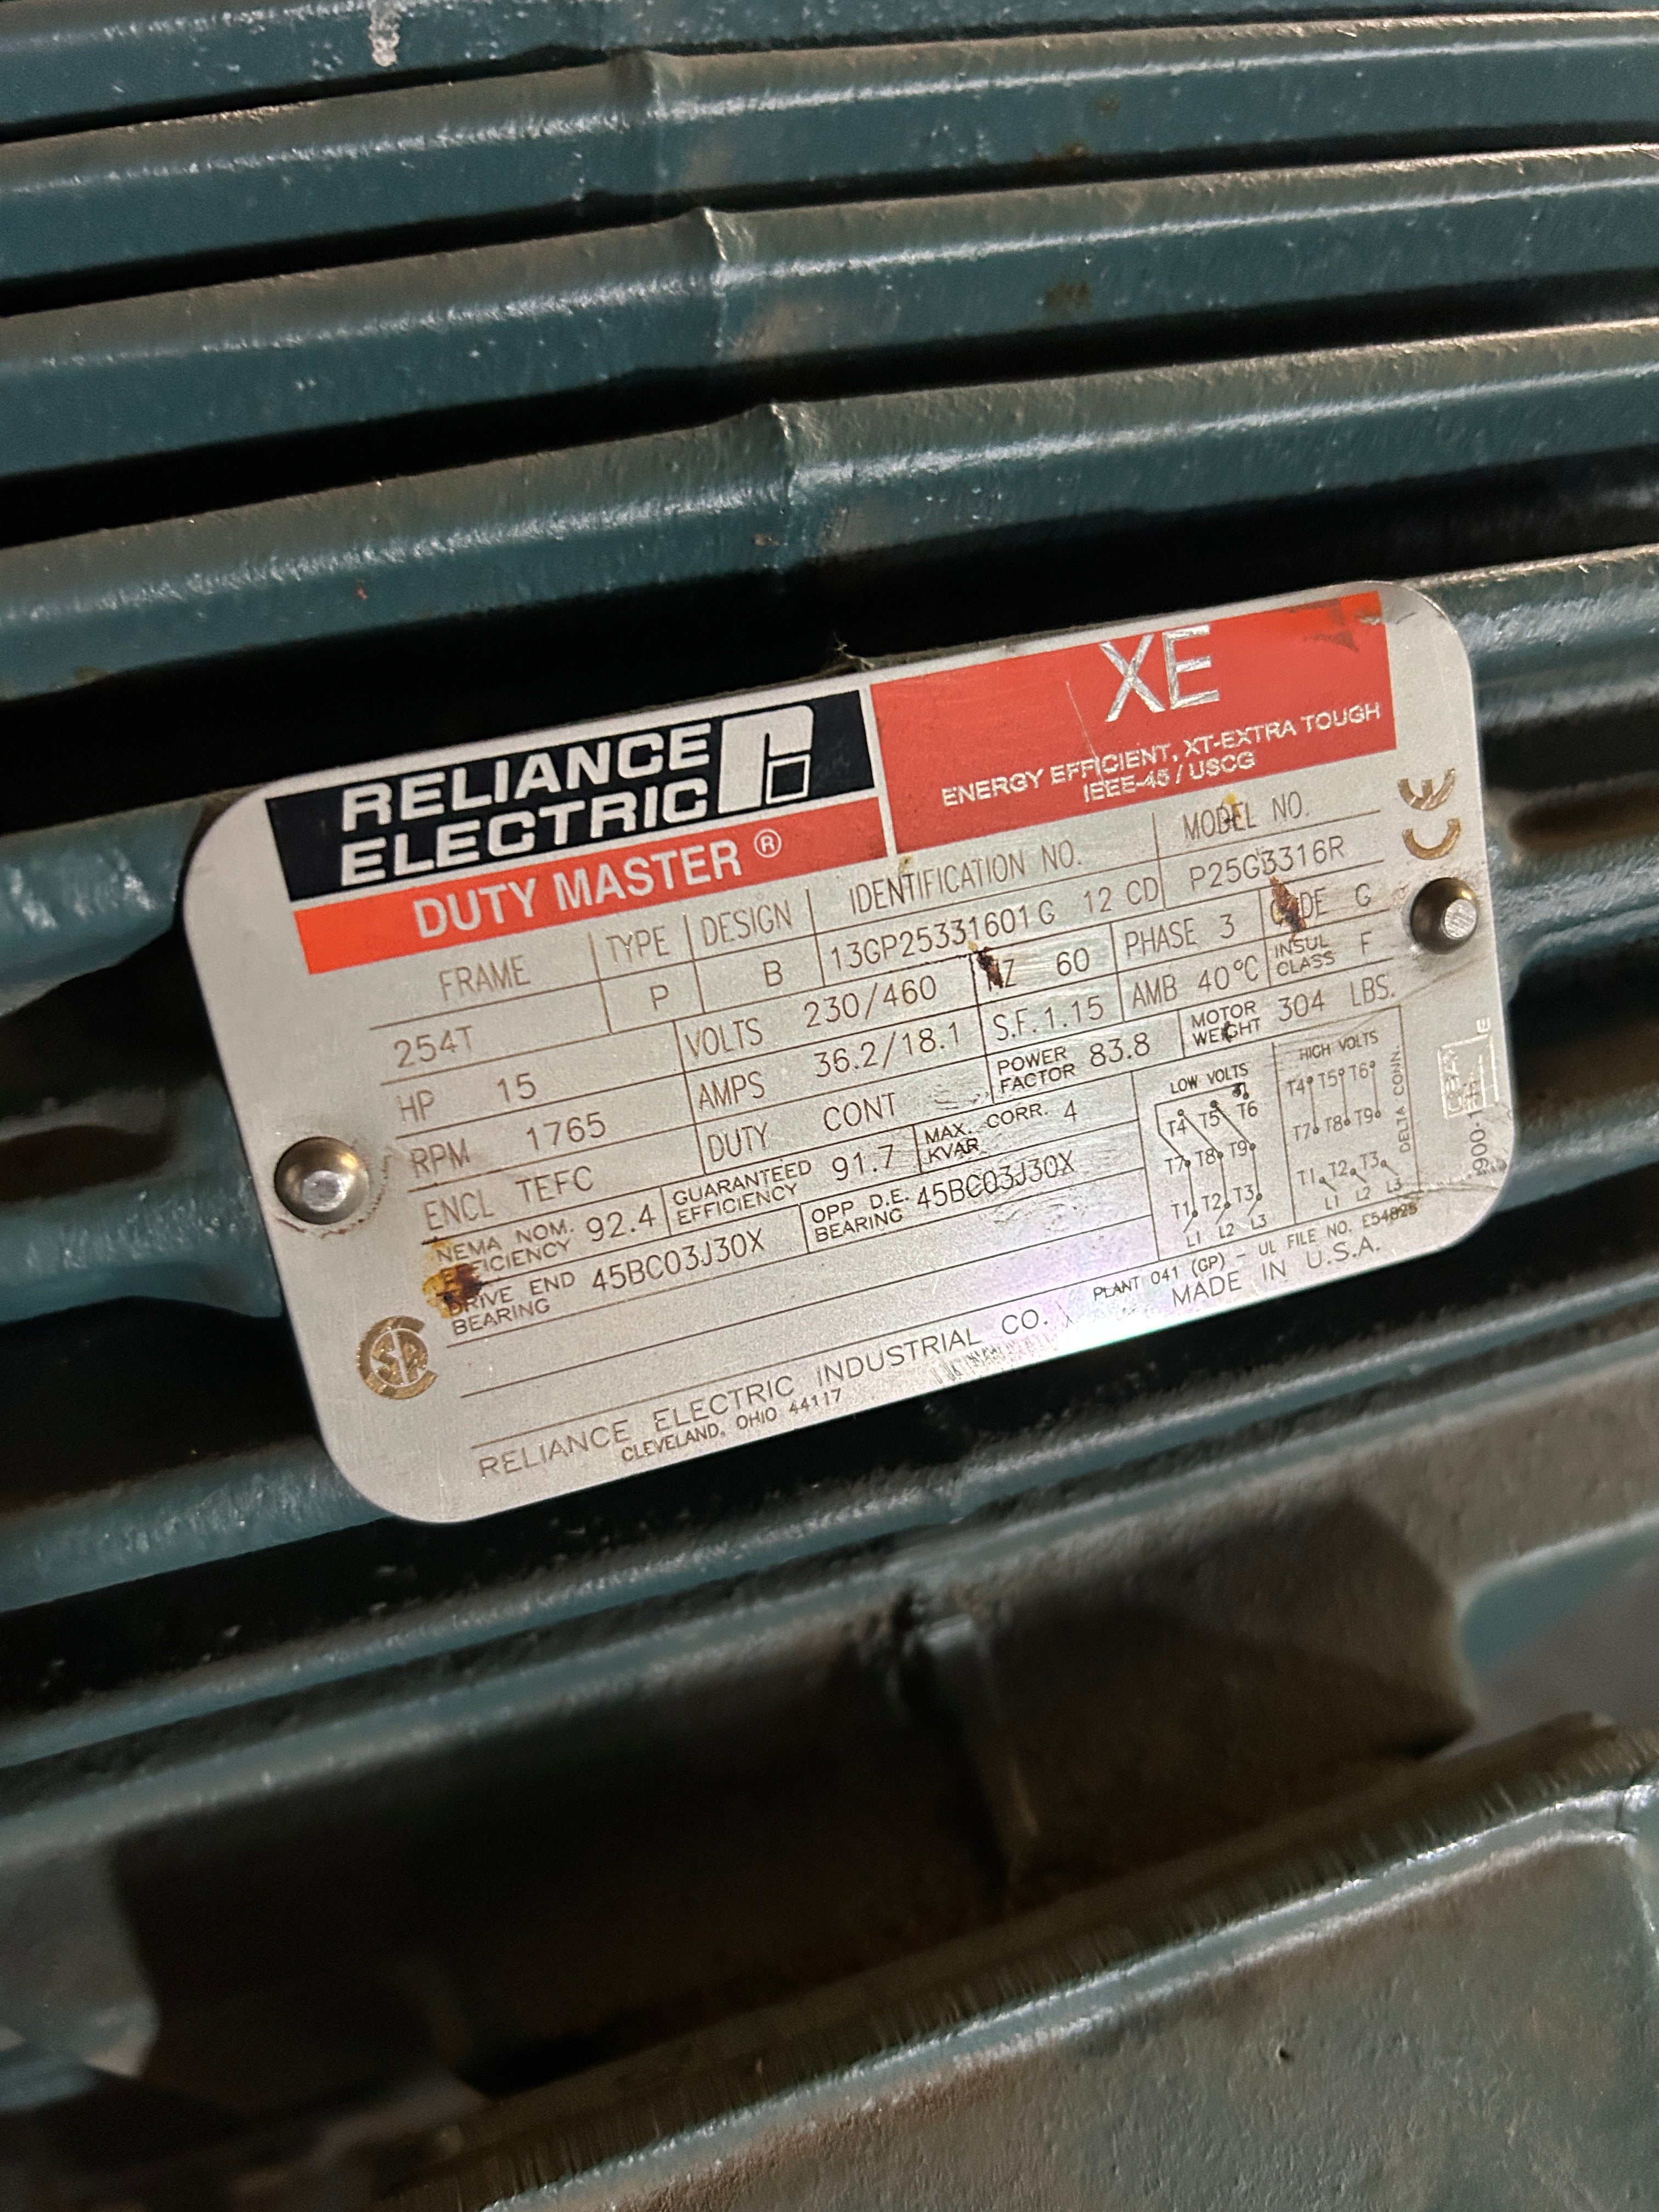 RELIANCE
ELECTRIC
DUTY MASTER ®
XE
ENERGY EFFICIENT, XT-EXTRA TOUGH
IEEE-45 / USCG
CE
FRAME TYPE DESIGN IDENTIFICATION NO. MODEL NO.
254T P B 13GP25331601G 12 CD P25G3316R
HP 15 VOLTS 230/460 HZ 60 PHASE 3 CODE G
RPM 1765 AMPS 36.2/18.1 S.F. 1.15 AMB 40°C INSUL CLASS F
ENCL TEFC DUTY CONT POWER FACTOR 83.8 MOTOR WEIGHT 304 LBS.
NEMA NOM. EFFICIENCY 92.4 GUARANTEED EFFICIENCY 91.7 MAX. CORR. KVAR 4
DRIVE END BEARING 45BC03J30X OPP D.E. BEARING 45BC03J30X
LOW VOLTS
T4 T5 T6
T7 T8 T9
T1 T2 T3
L1 L2 L3
HIGH VOLTS
T4 T5 T6
T7 T8 T9
T1 T2 T3
L1 L2 L3
DELTA CONN.
RELIANCE ELECTRIC INDUSTRIAL CO.
CLEVELAND, OHIO 44117
PLANT 041 (GP) - UL FILE NO. E54825
MADE IN U.S.A.